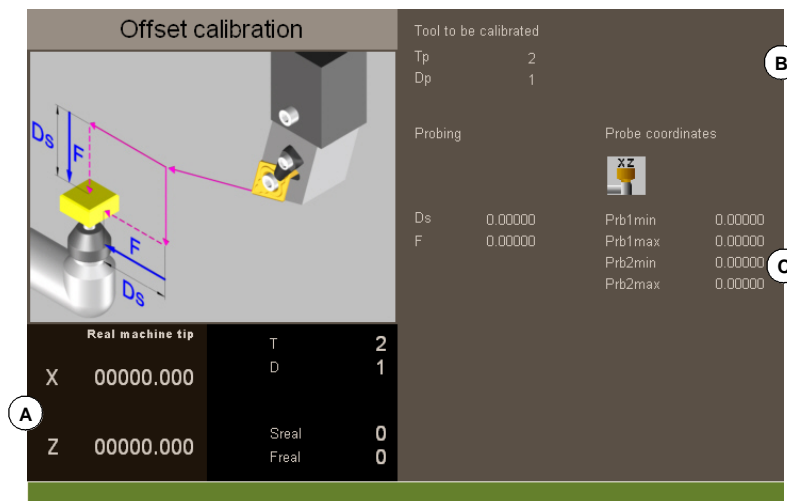 Offset calibration
Ds
F
F
Ds
Real machine tip
X 00000.000
Z 00000.000
T 2
D 1
Sreal 0
Freal 0
A
Tool to be calibrated
Tp 2
Dp 1
B
Probing
Ds 0.00000
F 0.00000
Probe coordinates
XZ
Prb1min 0.00000
Prb1max 0.00000
Prb2min 0.00000
Prb2max 0.00000
C